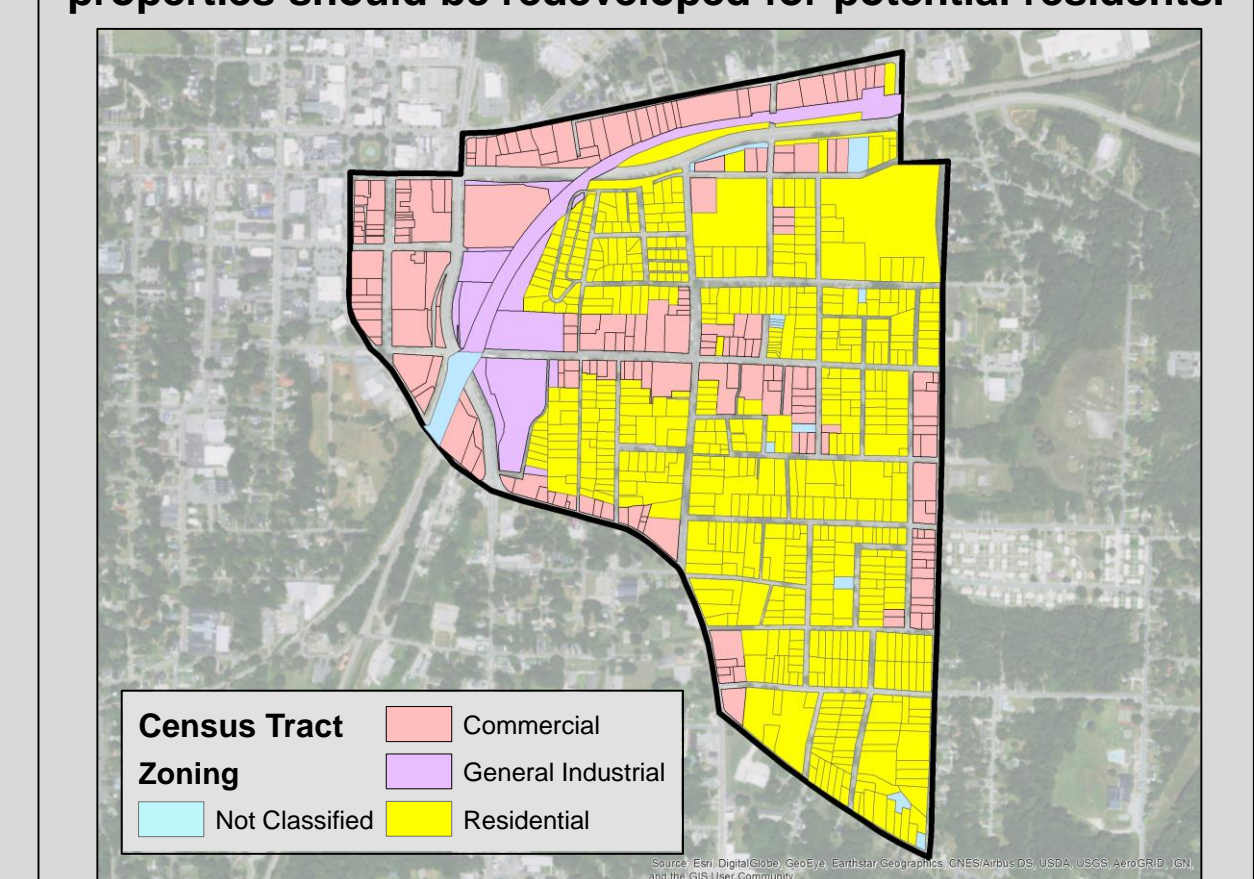 properties should be redeveloped for potential residents.
Census Tract
Zoning
Not Classified
Commercial
General Industrial
Residential
Source: Esri, DigitalGlobe, GeoEye, Earthstar Geographics, CNES/Airbus DS, USDA, USGS, AeroGRID, IGN,
and the GIS User Community